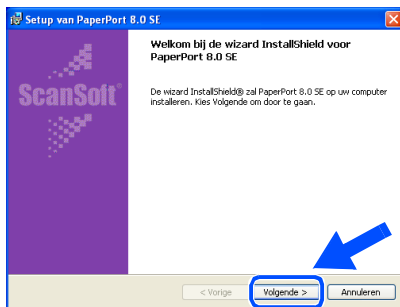 Setup van PaperPort 8.0 SE
ScanSoft®
Welkom bij de wizard InstallShield voor
PaperPort 8.0 SE
De wizard InstallShield® zal PaperPort 8.0 SE op uw computer
installeren. Kies Volgende om door te gaan.
< Vorige
Volgende >
Annuleren